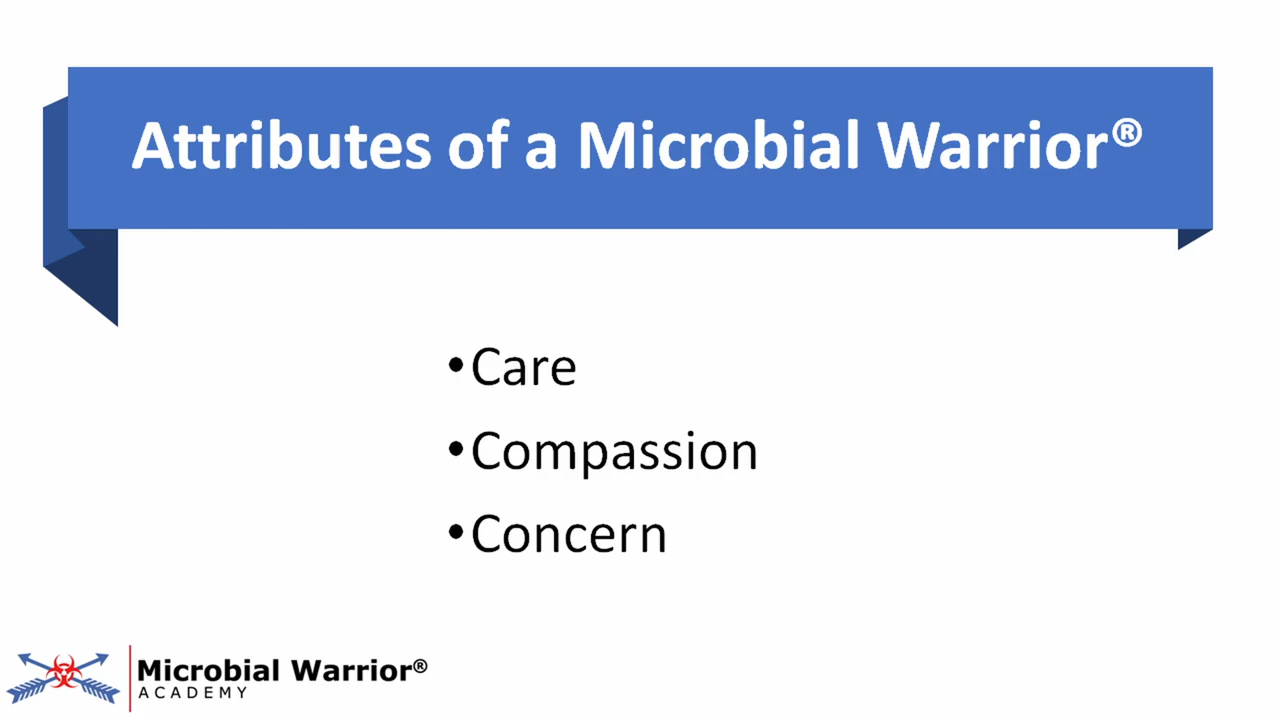 Attributes of a Microbial Warrior®
•Care
•Compassion
•Concern
Microbial Warrior®
ACADEMY